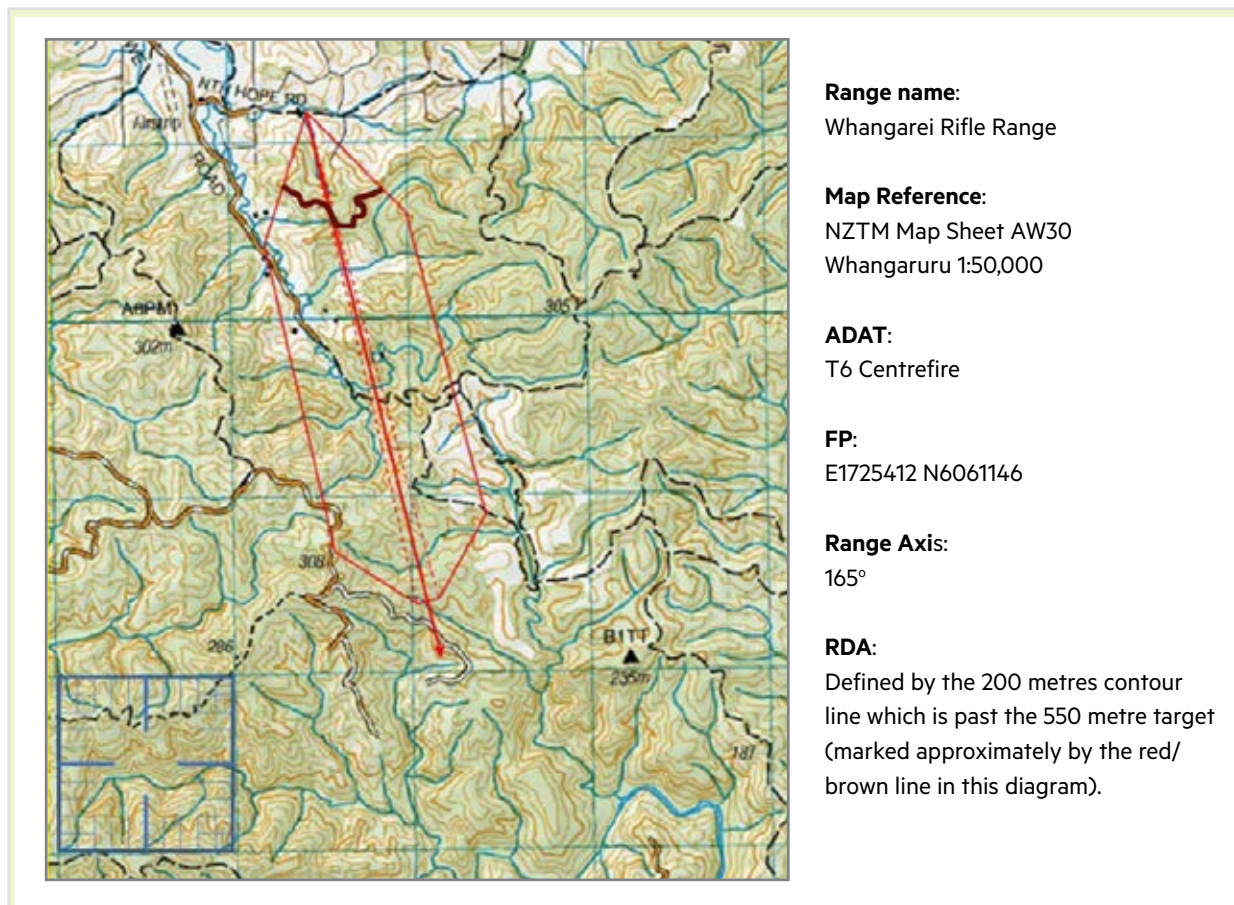 NTH HOPE RD
Airstrip
ROAD
305
302m
308
286
B1TT
235m
187
Range name:
Whangarei Rifle Range
Map Reference:
NZTM Map Sheet AW30
Whangaruru 1:50,000
ADAT:
T6 Centrefire
FP:
E1725412 N6061146
Range Axis:
165º
RDA:
Defined by the 200 metres contour
line which is past the 550 metre target
(marked approximately by the red/
brown line in this diagram).